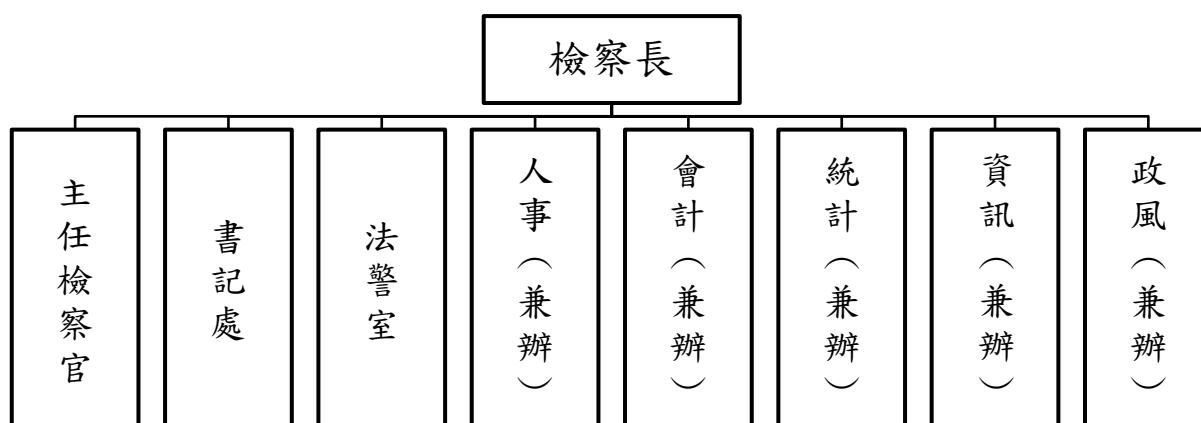 檢察長
主任檢察官
書記處
法警室
人事（兼辦）
會計（兼辦）
統計（兼辦）
資訊（兼辦）
政風（兼辦）